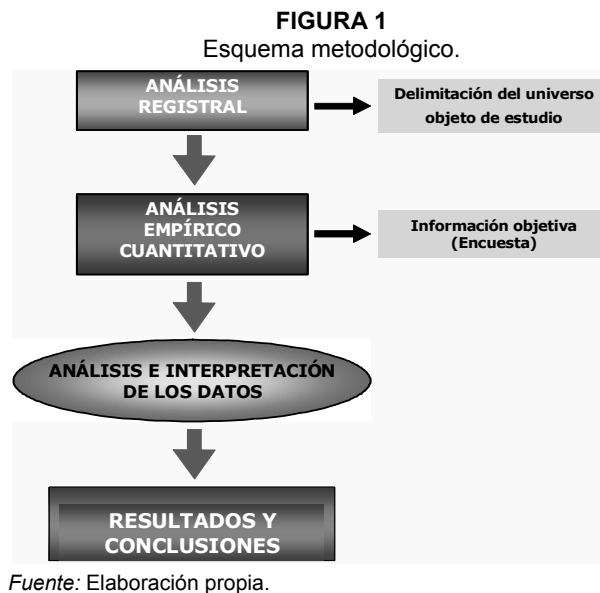 FIGURA 1
Esquema metodológico.
ANÁLISIS
REGISTRAL
Delimitación del universo
objeto de estudio
ANÁLISIS
EMPÍRICO
CUANTITATIVO
Información objetiva
(Encuesta)
ANÁLISIS E INTERPRETACIÓN
DE LOS DATOS
RESULTADOS Y
CONCLUSIONES
Fuente: Elaboración propia.